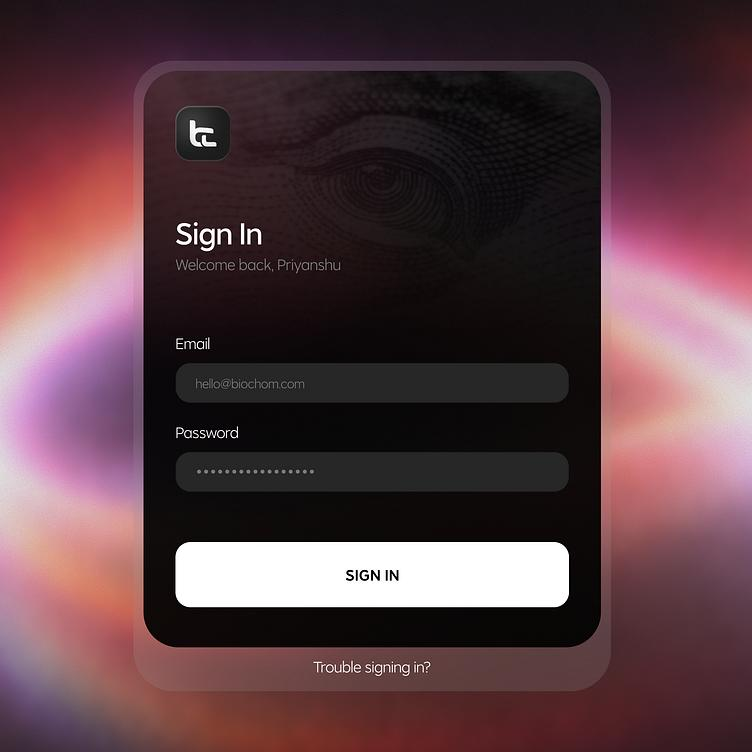 Sign In
Welcome back, Priyanshu
Email
hello@biochom.com
Password
SIGN IN
Trouble signing in?